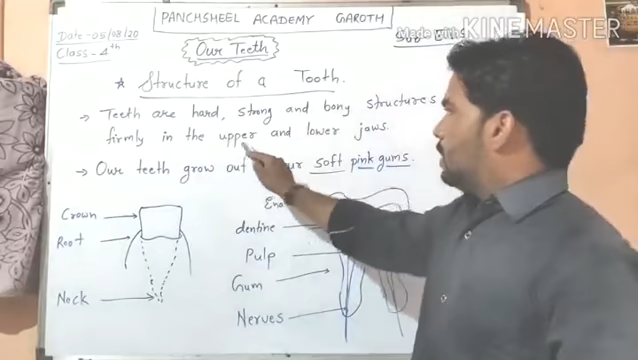 PANCHSHEEL ACADEMY GAROTH
Date - 05/08/20
Class - 4th
Made with KINEMASTER
Our Teeth
* Structure of a Tooth.
→ Teeth are hard, strong and bony structures
firmly in the upper and lower jaws.
→ Our teeth grow out soft pink gums.
Crown
Root
Neck
dentine
Pulp
Gum
Nerves